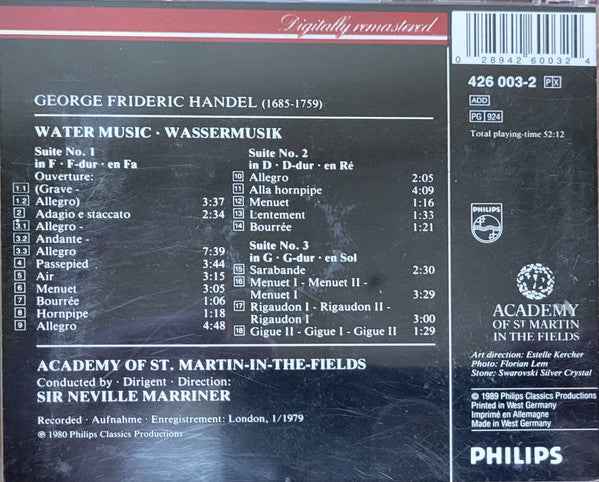 Digitally remastered
0 28942 60032 4
426 003-2 PX
ADD
PG 924
Total playing-time 52:12
GEORGE FRIDERIC HANDEL (1685-1759)
WATER MUSIC · WASSERMUSIK
Suite No. 1
in F · F-dur · en Fa
Ouverture:
1.1 (Grave -
1.2 Allegro) 3:37
2 Adagio e staccato 2:34
3.1 Allegro -
3.2 Andante -
3.3 Allegro 7:39
4 Passepied 3:44
5 Air 3:15
6 Menuet 3:05
7 Bourrée 1:06
8 Hornpipe 1:18
9 Allegro 4:48
Suite No. 2
in D · D-dur · en Ré
10 Allegro 2:05
11 Alla hornpipe 4:09
12 Menuet 1:16
13 Lentement 1:33
14 Bourrée 1:21
Suite No. 3
in G · G-dur · en Sol
15 Sarabande 2:30
16 Menuet I - Menuet II -
Menuet I 3:29
17 Rigaudon I - Rigaudon II -
Rigaudon I 3:00
18 Gigue II - Gigue I - Gigue II 1:29
ACADEMY OF ST. MARTIN-IN-THE-FIELDS
Conducted by · Dirigent · Direction:
SIR NEVILLE MARRINER
Recorded · Aufnahme · Enregistrement: London, 1/1979
℗ 1980 Philips Classics Productions
PHILIPS
ACADEMY
OF ST MARTIN
IN THE FIELDS
Art direction: Estelle Kercher
Photo: Florian Lem
Stone: Swarovski Silver Crystal
© 1989 Philips Classics Productions
Printed in West Germany
Imprimé en Allemagne
Made in West Germany
PHILIPS